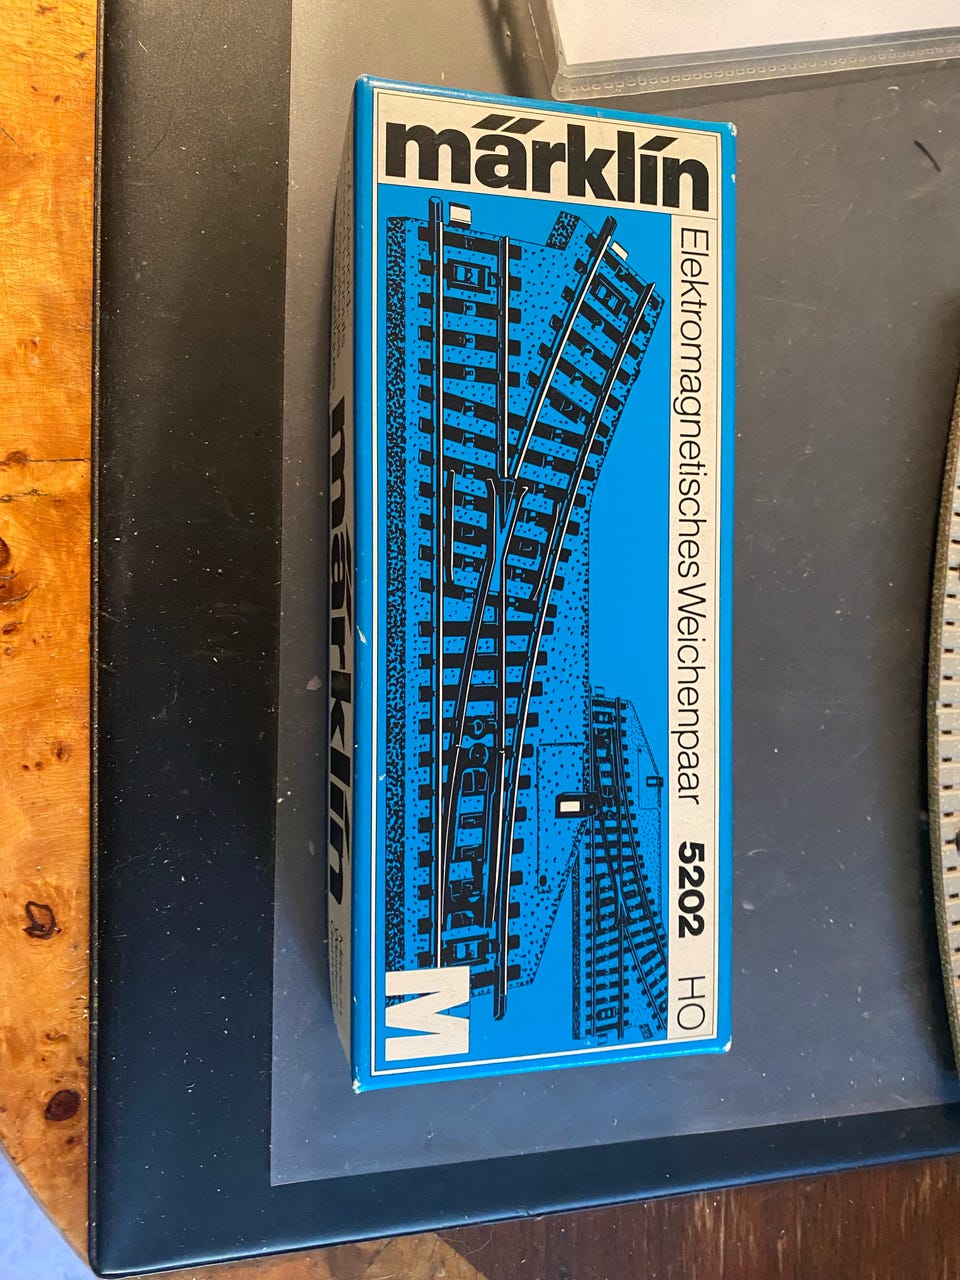 märklin
Elektromagnetisches Weichenpaar 5202 HO
M
märklin